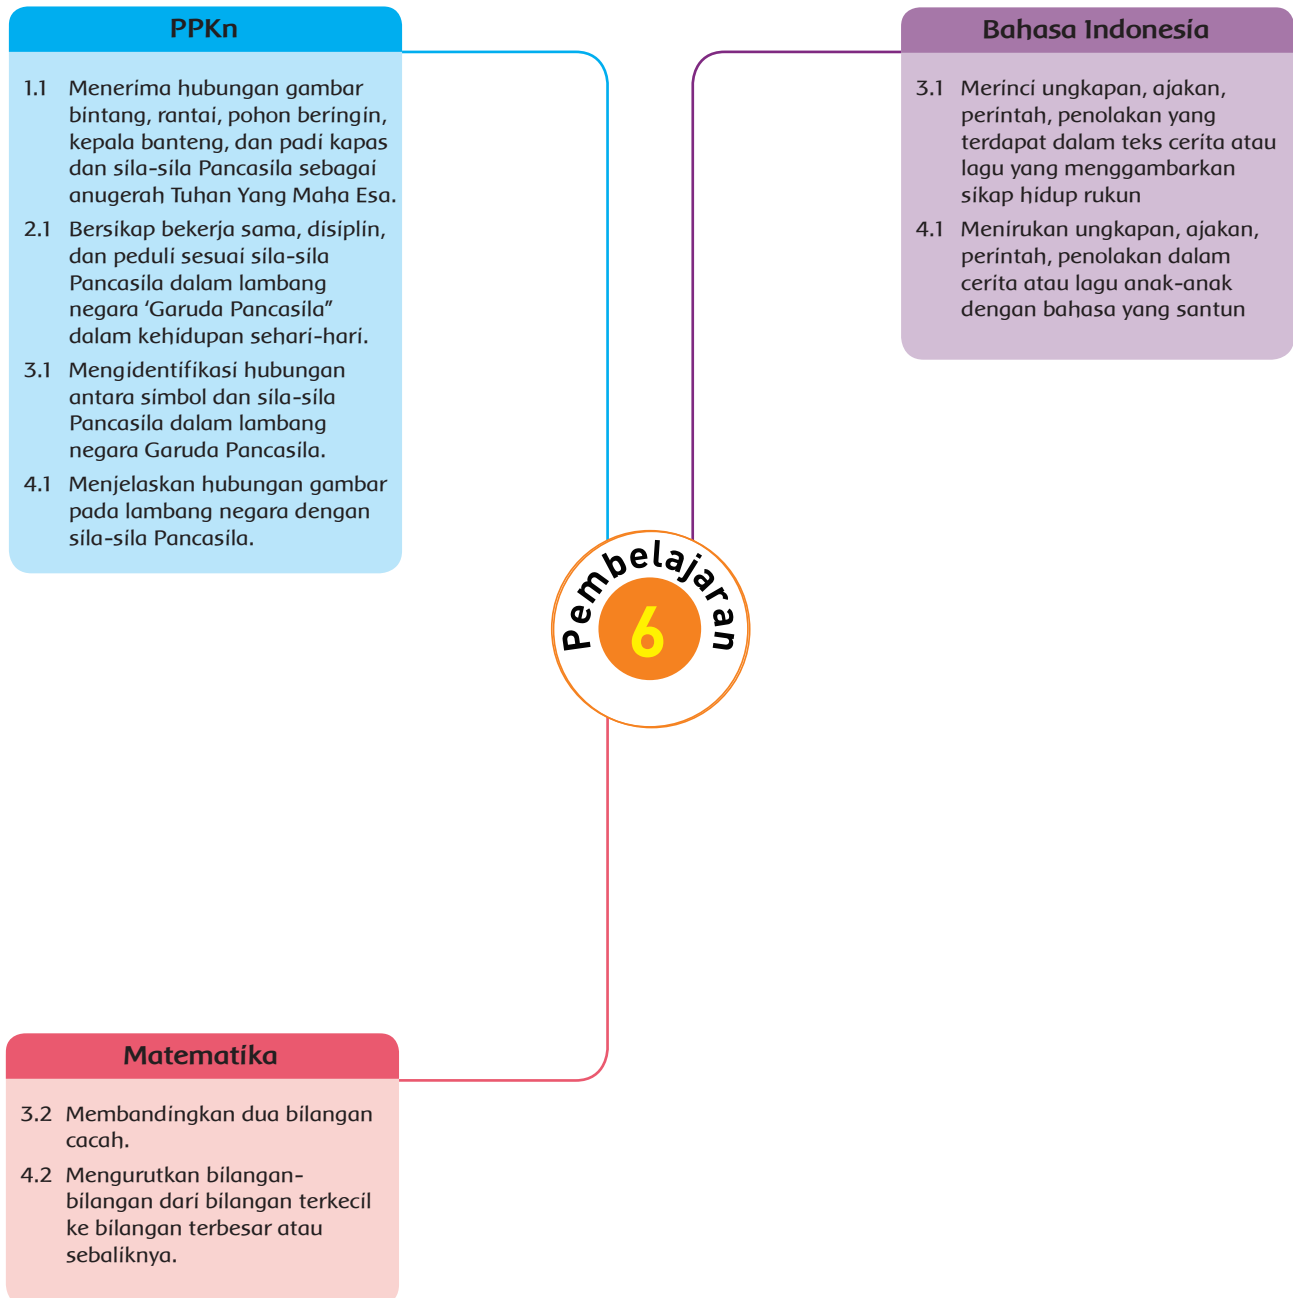 PPKn
1.1 Menerima hubungan gambar
bintang, rantai, pohon beringin,
kepala banteng, dan padi kapas
dan sila-sila Pancasila sebagai
anugerah Tuhan Yang Maha Esa.
2.1 Bersikap bekerja sama, disiplin,
dan peduli sesuai sila-sila
Pancasila dalam lambang
negara ‘Garuda Pancasila”
dalam kehidupan sehari-hari.
3.1 Mengidentifikasi hubungan
antara simbol dan sila-sila
Pancasila dalam lambang
negara Garuda Pancasila.
4.1 Menjelaskan hubungan gambar
pada lambang negara dengan
sila-sila Pancasila.
Bahasa Indonesia
3.1 Merinci ungkapan, ajakan,
perintah, penolakan yang
terdapat dalam teks cerita atau
lagu yang menggambarkan
sikap hidup rukun
4.1 Menirukan ungkapan, ajakan,
perintah, penolakan dalam
cerita atau lagu anak-anak
dengan bahasa yang santun
Pembelajaran
6
Matematika
3.2 Membandingkan dua bilangan
cacah.
4.2 Mengurutkan bilangan-
bilangan dari bilangan terkecil
ke bilangan terbesar atau
sebaliknya.